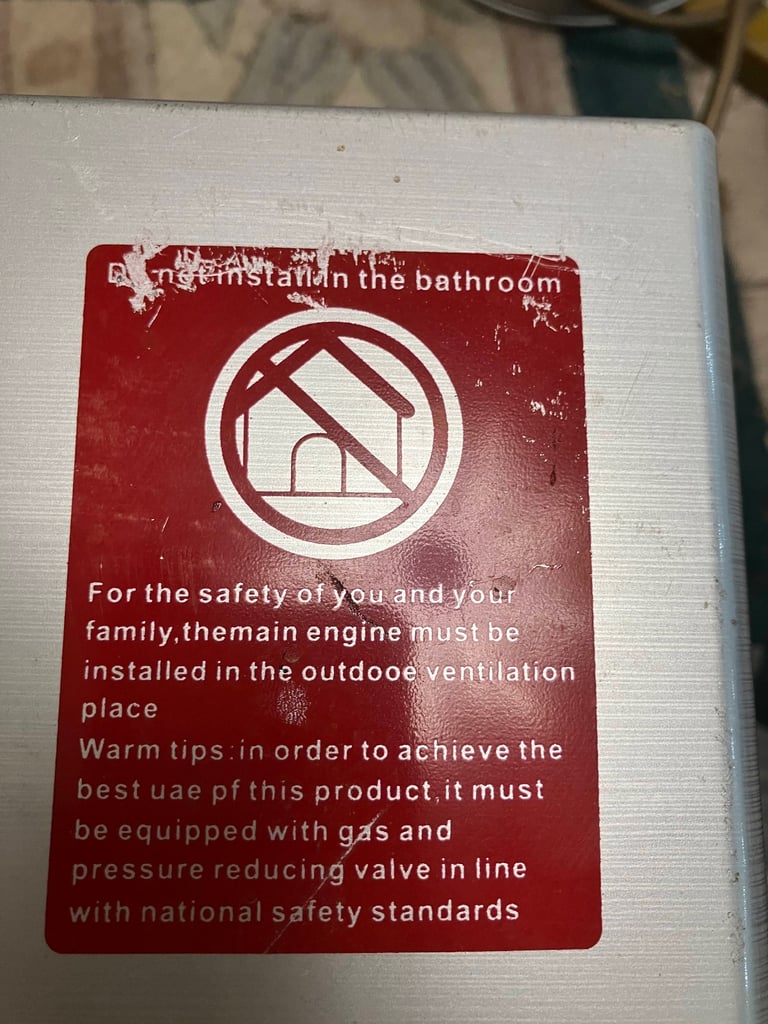 Do not install in the bathroom
For the safety of you and your
family,themain engine must be
installed in the outdooe ventilation
place
Warm tips:in order to achieve the
best uae pf this product,it must
be equipped with gas and
pressure reducing valve in line
with national safety standards